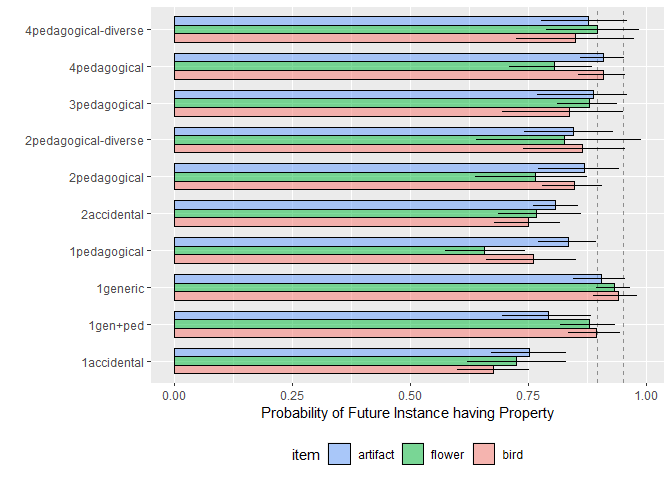 4pedagogical-diverse
4pedagogical
3pedagogical
2pedagogical-diverse
2pedagogical
2accidental
1pedagogical
1generic
1gen+ped
1accidental
0.00 0.25 0.50 0.75 1.00
Probability of Future Instance having Property
item artifact flower bird